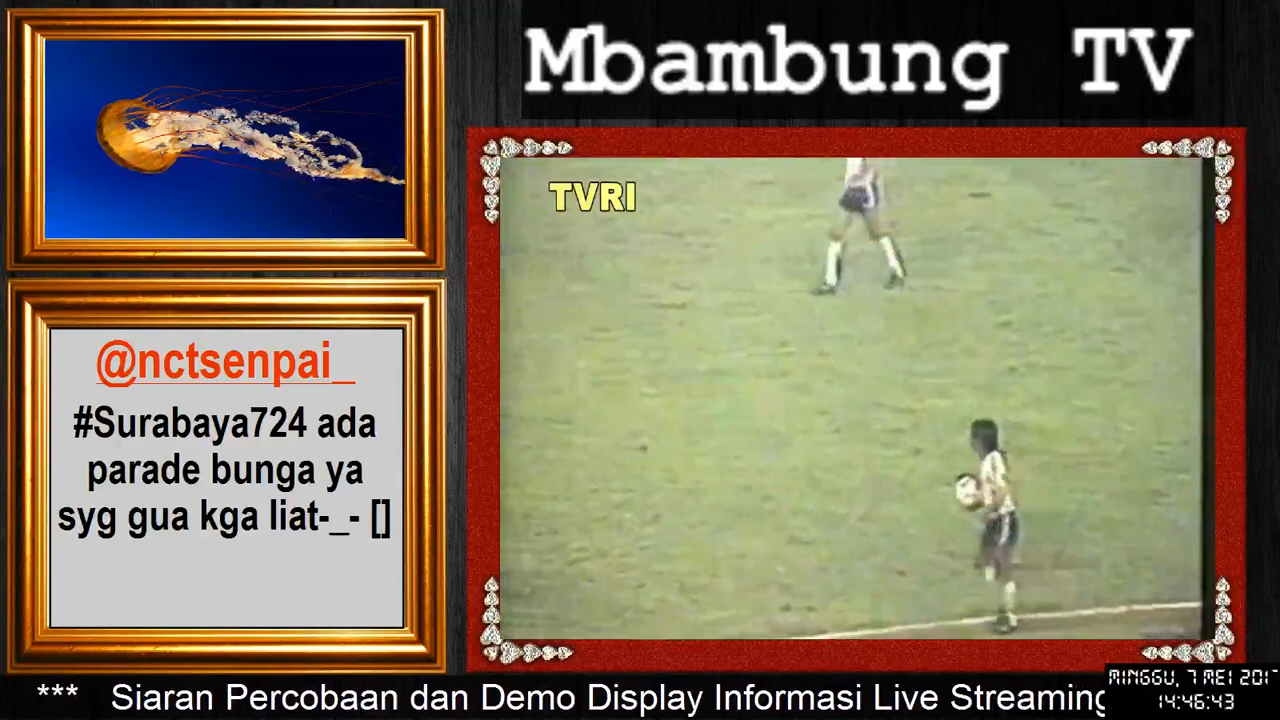 Mbambung TV
TVRI
@nctsenpai_
#Surabaya724 ada
parade bunga ya
syg gua kga liat-_- []
*** Siaran Percobaan dan Demo Display Informasi Live Streaming
MINGGU, 7 MEI 2017
14:46:43